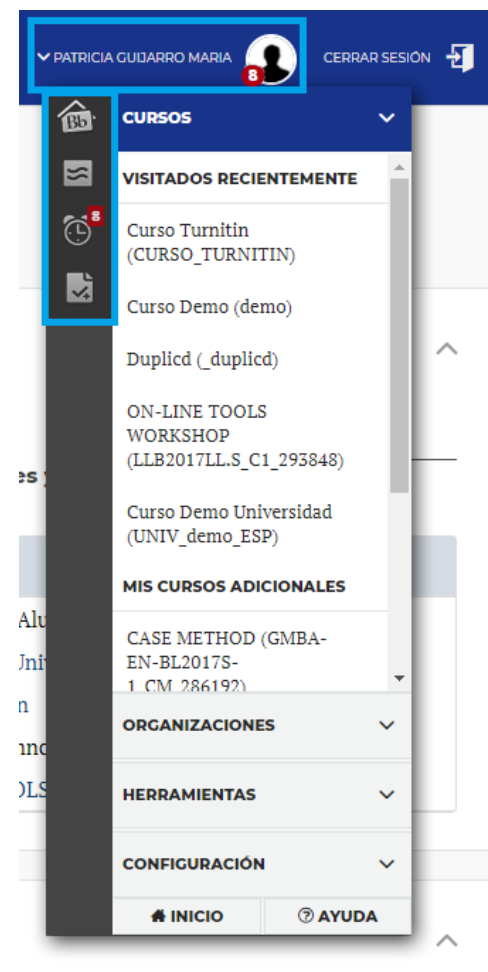 PATRICIA GUIJARRO MARIA
8
CERRAR SESIÓN
Bb
8
CURSOS
VISITADOS RECIENTEMENTE
Curso Turnitin
(CURSO_TURNITIN)
Curso Demo (demo)
Duplicd (_duplicd)
ON-LINE TOOLS
WORKSHOP
(LLB2017LL.S_C1_293848)
Curso Demo Universidad
(UNIV_demo_ESP)
MIS CURSOS ADICIONALES
CASE METHOD (GMBA-
EN-BL2017S-
1_CM_286192)
ORGANIZACIONES
HERRAMIENTAS
CONFIGURACIÓN
INICIO
AYUDA